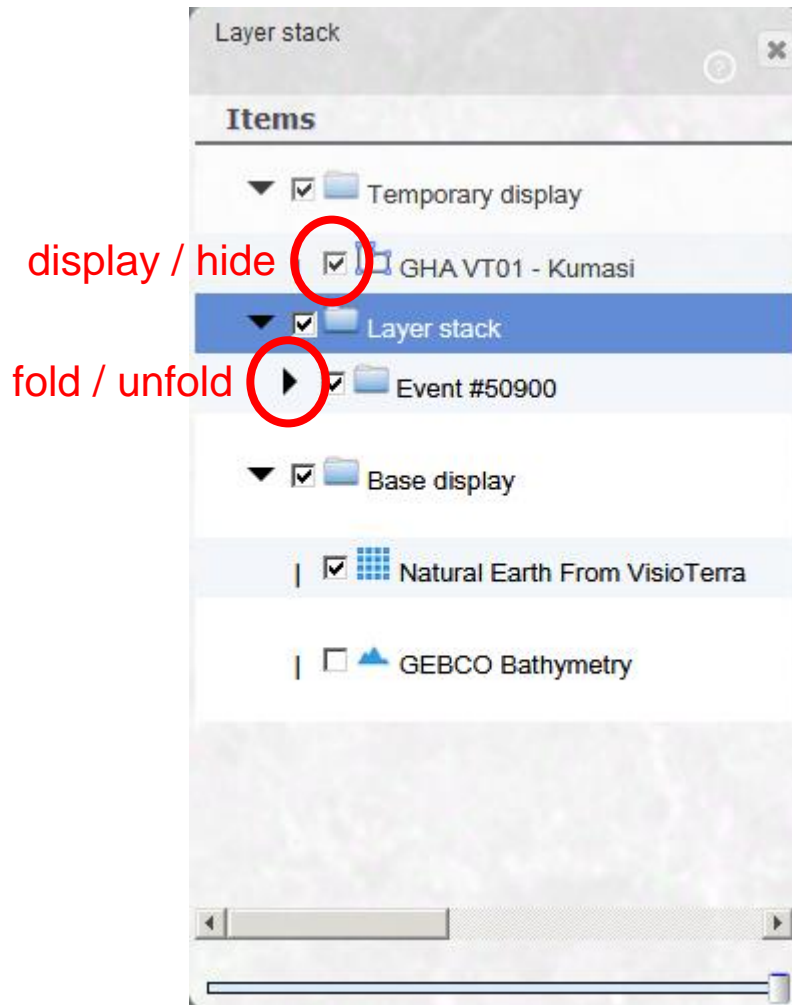 Layer stack
Items
Temporary display
display / hide
GHA VT01 - Kumasi
Layer stack
fold / unfold
Event #50900
Base display
Natural Earth From VisioTerra
GEBCO Bathymetry